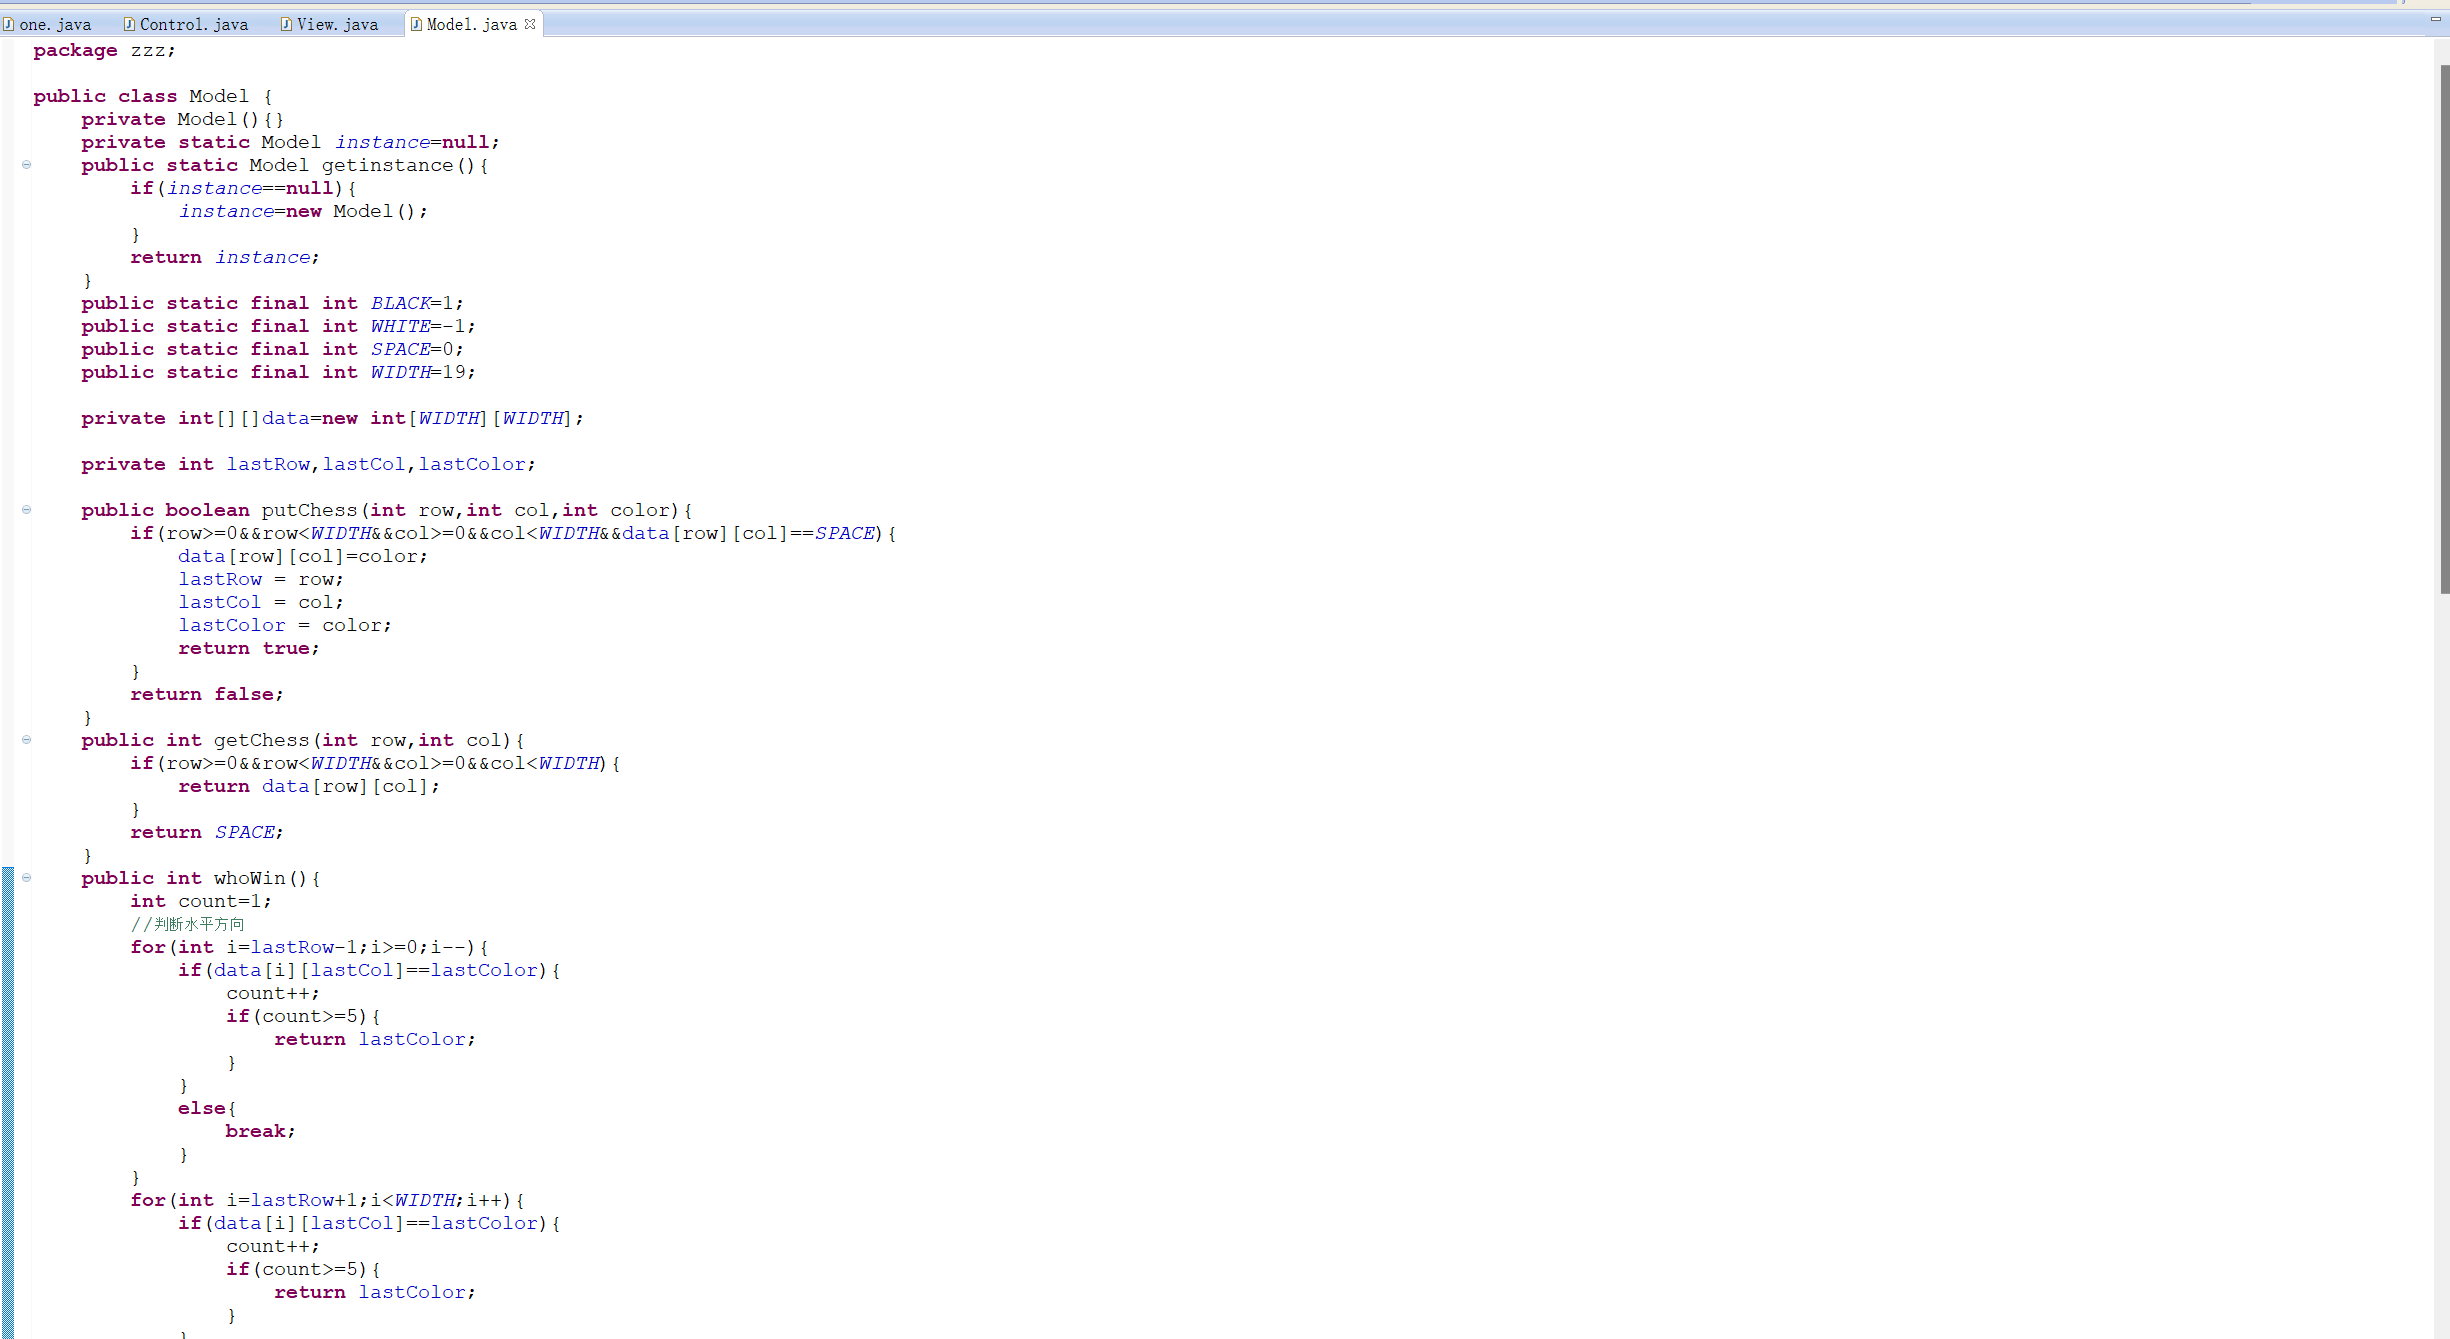 one.java Control.java View.java Model.java
package zzz;
public class Model {
private Model(){}
private static Model instance=null;
public static Model getinstance(){
if(instance==null){
instance=new Model();
}
return instance;
}
public static final int BLACK=1;
public static final int WHITE=-1;
public static final int SPACE=0;
public static final int WIDTH=19;
private int[][]data=new int[WIDTH][WIDTH];
private int lastRow,lastCol,lastColor;
public boolean putChess(int row,int col,int color){
if(row>=0&&row<WIDTH&&col>=0&&col<WIDTH&&data[row][col]==SPACE){
data[row][col]=color;
lastRow = row;
lastCol = col;
lastColor = color;
return true;
}
return false;
}
public int getChess(int row,int col){
if(row>=0&&row<WIDTH&&col>=0&&col<WIDTH){
return data[row][col];
}
return SPACE;
}
public int whoWin(){
int count=1;
//判断水平方向
for(int i=lastRow-1;i>=0;i--){
if(data[i][lastCol]==lastColor){
count++;
if(count>=5){
return lastColor;
}
}
else{
break;
}
}
for(int i=lastRow+1;i<WIDTH;i++){
if(data[i][lastCol]==lastColor){
count++;
if(count>=5){
return lastColor;
}
}